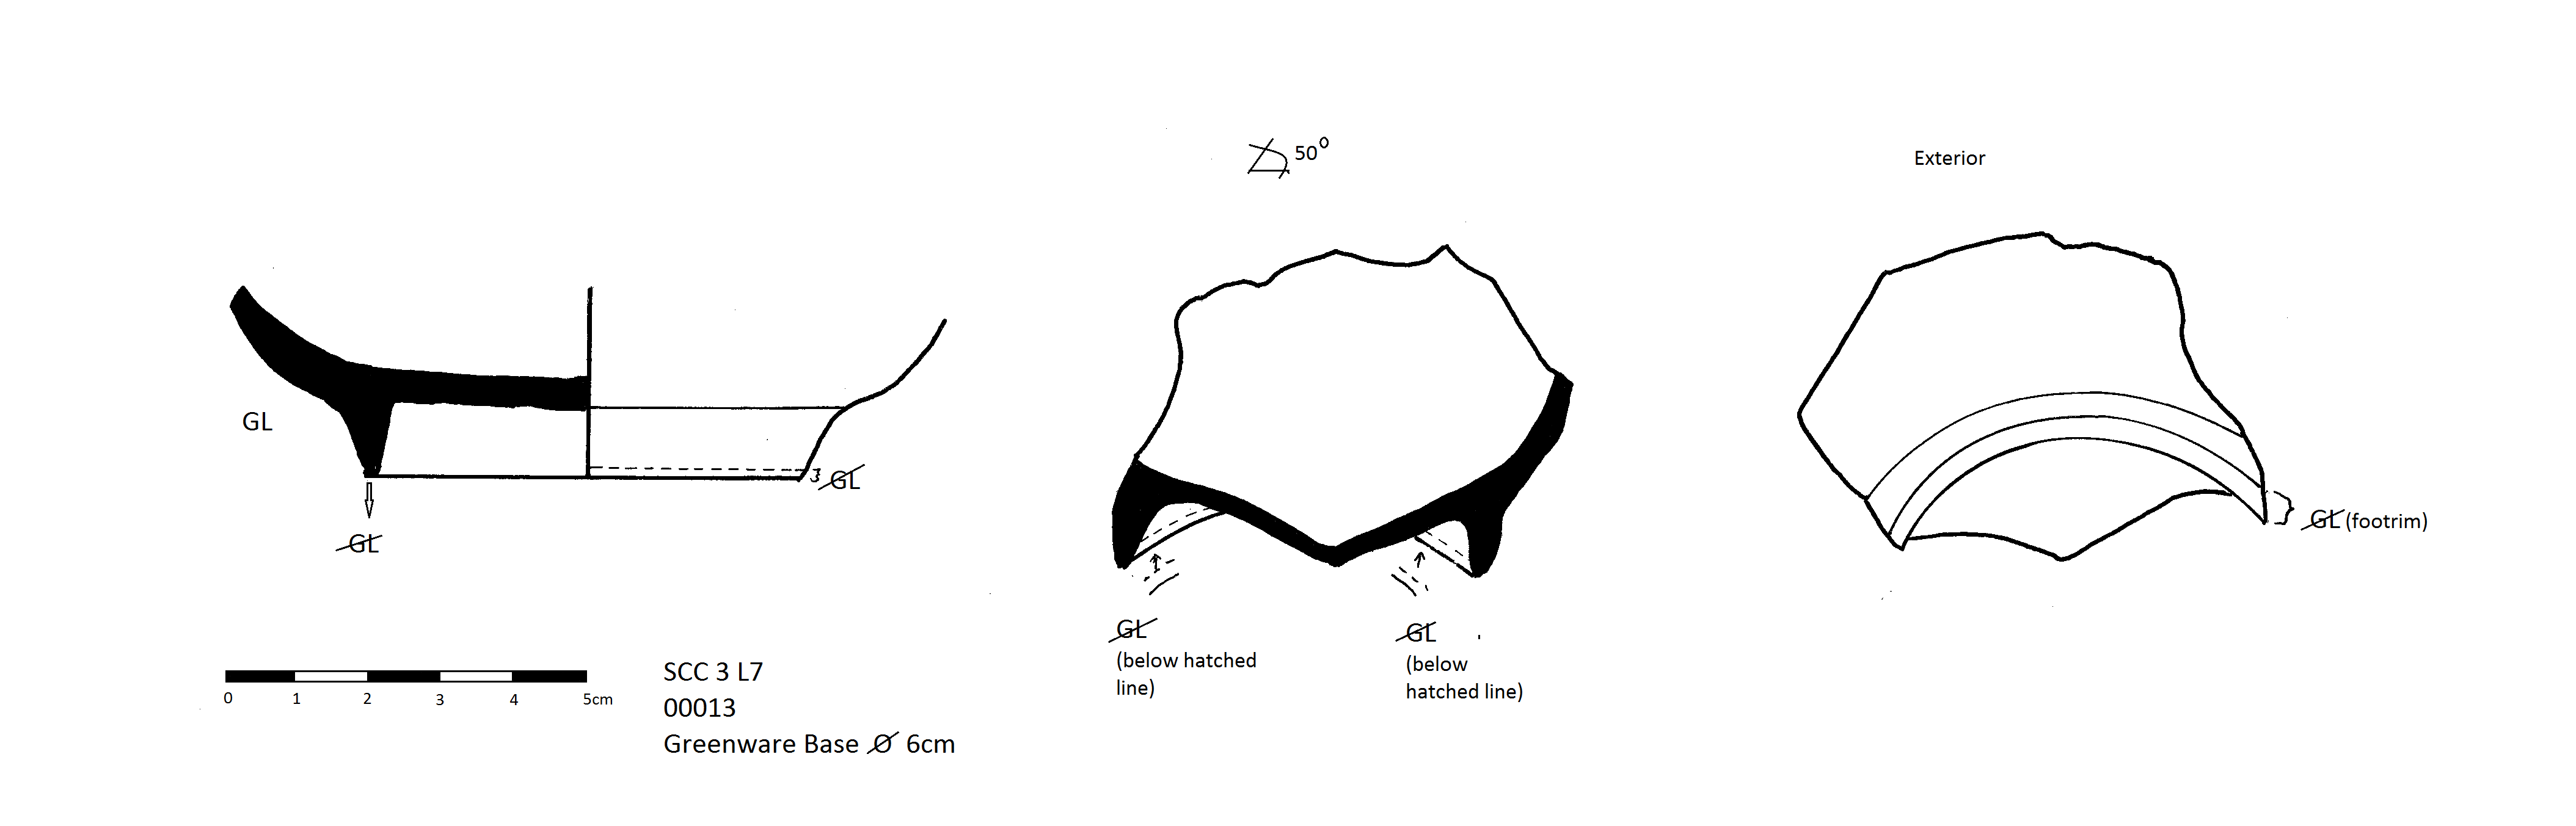 50°
Exterior
GL
GL
GL
GL (footrim)
GL
(below hatched
line)
GL
(below
hatched line)
0 1 2 3 4 5cm
SCC 3 L7
00013
Greenware Base Ø 6cm